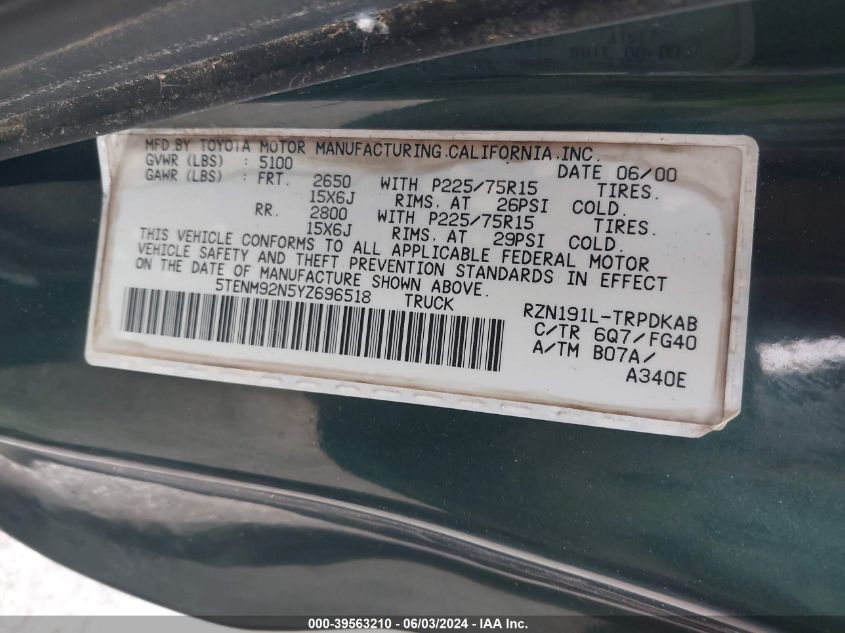 MFD BY TOYOTA MOTOR MANUFACTURING.CALIFORNIA.INC.
GVWR (LBS) : 5100 DATE 06/00
GAWR (LBS) : FRT. 2650 WITH P225/75R15 TIRES.
15X6J RIMS. AT 26PSI COLD.
RR. 2800 WITH P225/75R15 TIRES.
15X6J RIMS. AT 29PSI COLD.
THIS VEHICLE CONFORMS TO ALL APPLICABLE FEDERAL MOTOR
VEHICLE SAFETY AND THEFT PREVENTION STANDARDS IN EFFECT
ON THE DATE OF MANUFACTURE SHOWN ABOVE.
5TENM92N5YZ696518 TRUCK
RZN191L-TRPDKAB
C/TR 6Q7/FG40
A/TM B07A/
A340E
000-39563210 - 06/03/2024 - IAA Inc.